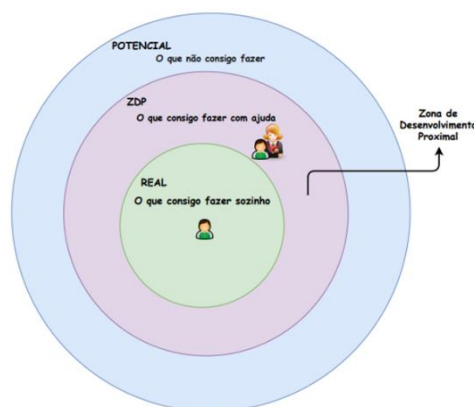 POTENCIAL
O que não consigo fazer
ZDP
O que consigo fazer com ajuda
REAL
O que consigo fazer sozinho
Zona de
Desenvolvimento
Proximal